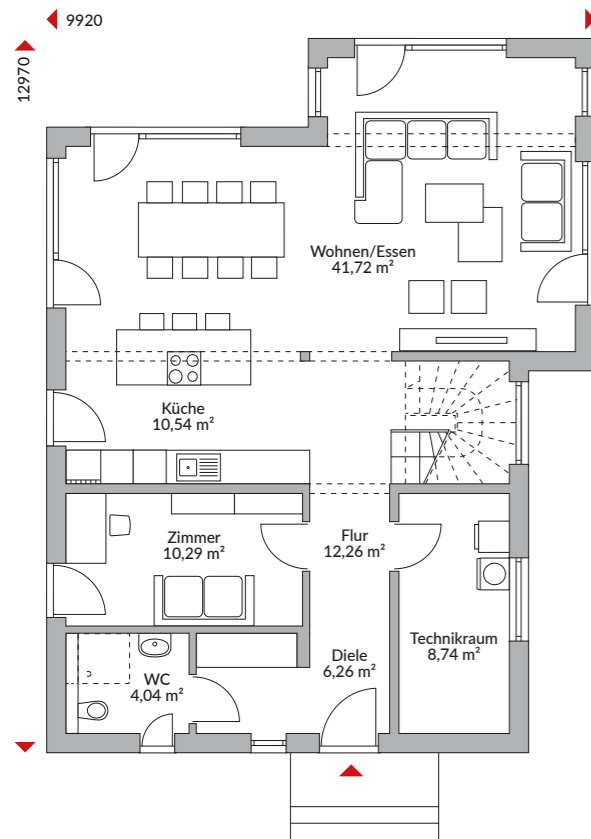 9920
12970
Wohnen/Essen
41,72 m²
Küche
10,54 m²
Zimmer
10,29 m²
Flur
12,26 m²
Technikraum
8,74 m²
Diele
6,26 m²
WC
4,04 m²